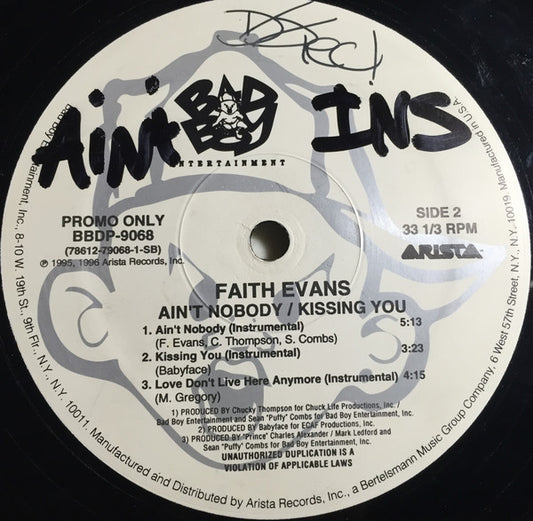 Aint INS
BAD
BOY
ENTERTAINMENT
PROMO ONLY
BBDP-9068
(78612-79068-1-SB)
℗ 1995, 1996 Arista Records, Inc.
SIDE 2
33 1/3 RPM
ARISTA
FAITH EVANS
AIN'T NOBODY / KISSING YOU
1. Ain't Nobody (Instrumental) 5:13
(F. Evans, C. Thompson, S. Combs)
2. Kissing You (Instrumental) 3:23
(Babyface)
3. Love Don't Live Here Anymore (Instrumental) 4:15
(M. Gregory)
1) PRODUCED BY Chucky Thompson for Chuck Life Productions, Inc. /
Bad Boy Entertainment and Sean "Puffy" Combs for Bad Boy Entertainment, Inc.
2) PRODUCED BY Babyface for ECAF Productions, Inc.
3) PRODUCED BY "Prince" Charles Alexander / Mark Ledford and
Sean "Puffy" Combs for Bad Boy Entertainment, Inc.
UNAUTHORIZED DUPLICATION IS A
VIOLATION OF APPLICABLE LAWS
Bad Boy Entertainment, Inc., 8-10 W. 19th St., 9th Flr., N.Y., N.Y. 10011. Manufactured and Distributed by Arista Records, Inc., a Bertelsmann Music Group Company, 6 West 57th Street, N.Y., N.Y. 10019 Manufactured in U.S.A.